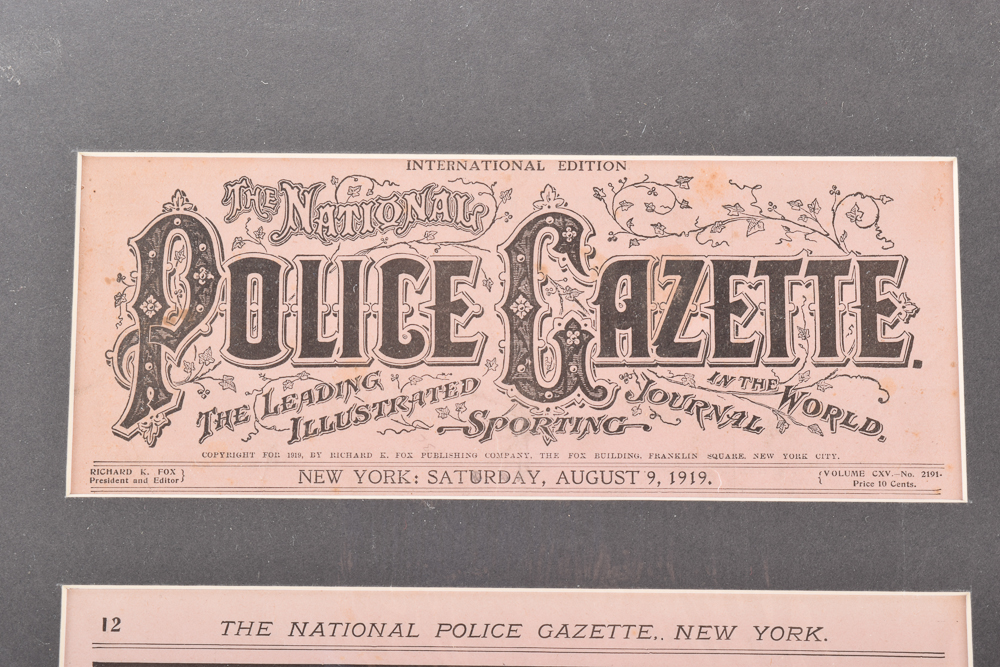 INTERNATIONAL EDITION
THE NATIONAL
POLICE GAZETTE.
THE LEADING ILLUSTRATED SPORTING JOURNAL IN THE WORLD.
COPYRIGHT FOR 1919, BY RICHARD K. FOX PUBLISHING COMPANY, THE FOX BUILDING, FRANKLIN SQUARE, NEW YORK CITY.
RICHARD K. FOX
President and Editor
NEW YORK: SATURDAY, AUGUST 9, 1919.
VOLUME CXV.—No. 2191-
Price 10 Cents.
12
THE NATIONAL POLICE GAZETTE,. NEW YORK.